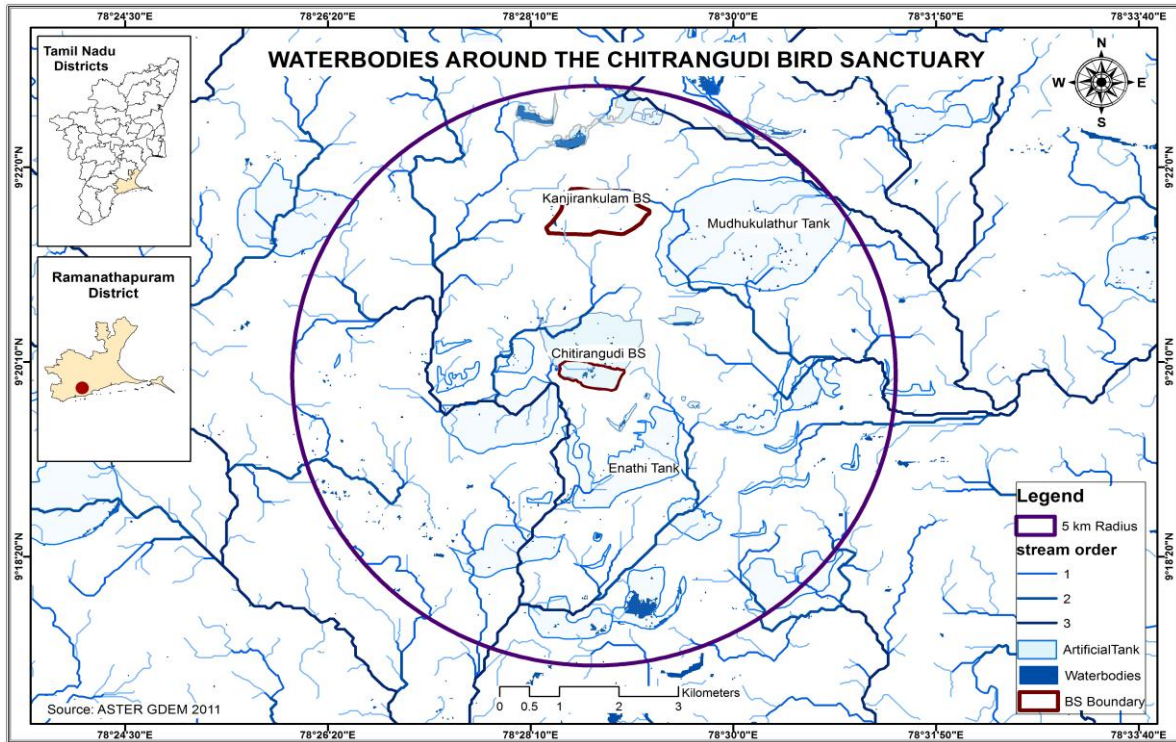 78°24'30"E 78°26'20"E 78°28'10"E 78°30'0"E 78°31'50"E 78°33'40"E
Tamil Nadu
Districts
WATERBODIES AROUND THE CHITRANGUDI BIRD SANCTUARY
N
W E
S
9°22'0"N 9°22'0"N
Kanjirankulam BS
Mudhukulathur Tank
Ramanathapuram
District
9°20'10"N 9°20'10"N
Chitirangudi BS
Enathi Tank
Legend
5 km Radius
stream order
1
2
3
ArtificialTank
Waterbodies
BS Boundary
9°18'20"N 9°18'20"N
Kilometers
0 0.5 1 2 3
Source: ASTER GDEM 2011
78°24'30"E 78°26'20"E 78°28'10"E 78°30'0"E 78°31'50"E 78°33'40"E